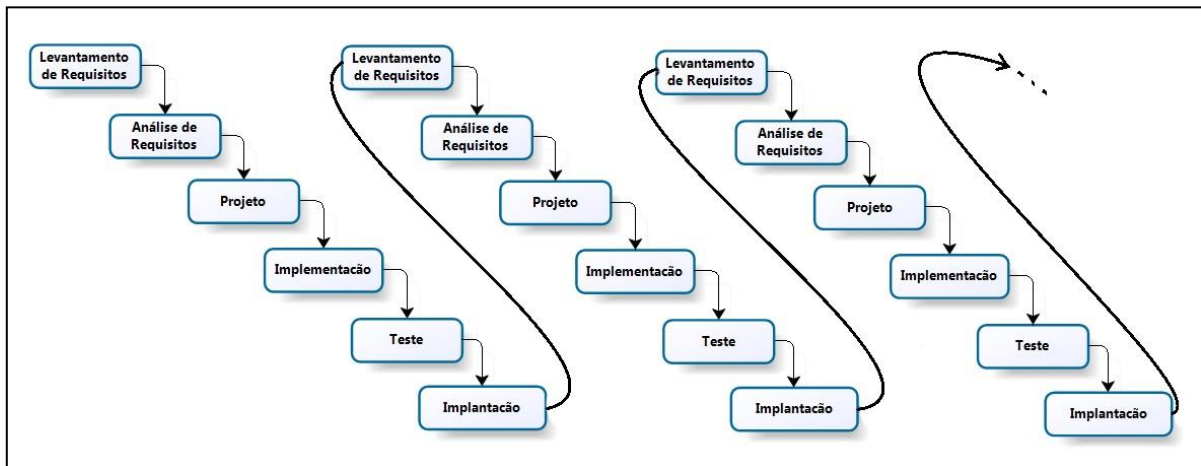 Levantamento
de Requisitos
Análise de
Requisitos
Projeto
Implementacão
Teste
Implantacão
Levantamento
de Requisitos
Análise de
Requisitos
Projeto
Implementacão
Teste
Implantacão
Levantamento
de Requisitos
Análise de
Requisitos
Projeto
Implementacão
Teste
Implantacão